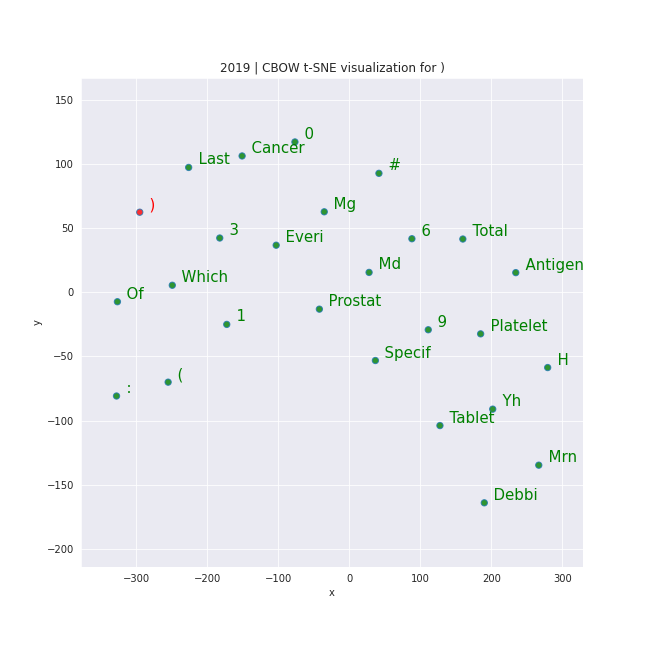 2019 | CBOW t-SNE visualization for )
150
100
50
0
−50
−100
−150
−200
y
0
Cancer
Last
#
)
Mg
3
Everi
6
Total
Md
Antigen
Which
Of
Prostat
1
9
Platelet
Specif
H
(
:
Yh
Tablet
Mrn
Debbi
−300
−200
−100
0
100
200
300
x